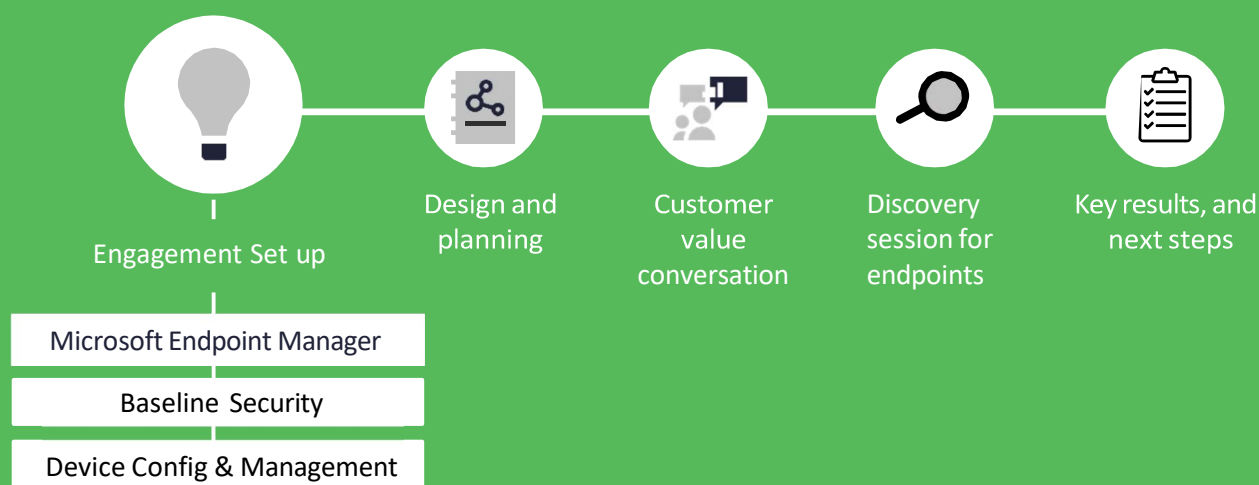 Engagement Set up
Microsoft Endpoint Manager
Baseline Security
Device Config & Management
Design and
planning
Customer
value
conversation
Discovery
session for
endpoints
Key results, and
next steps